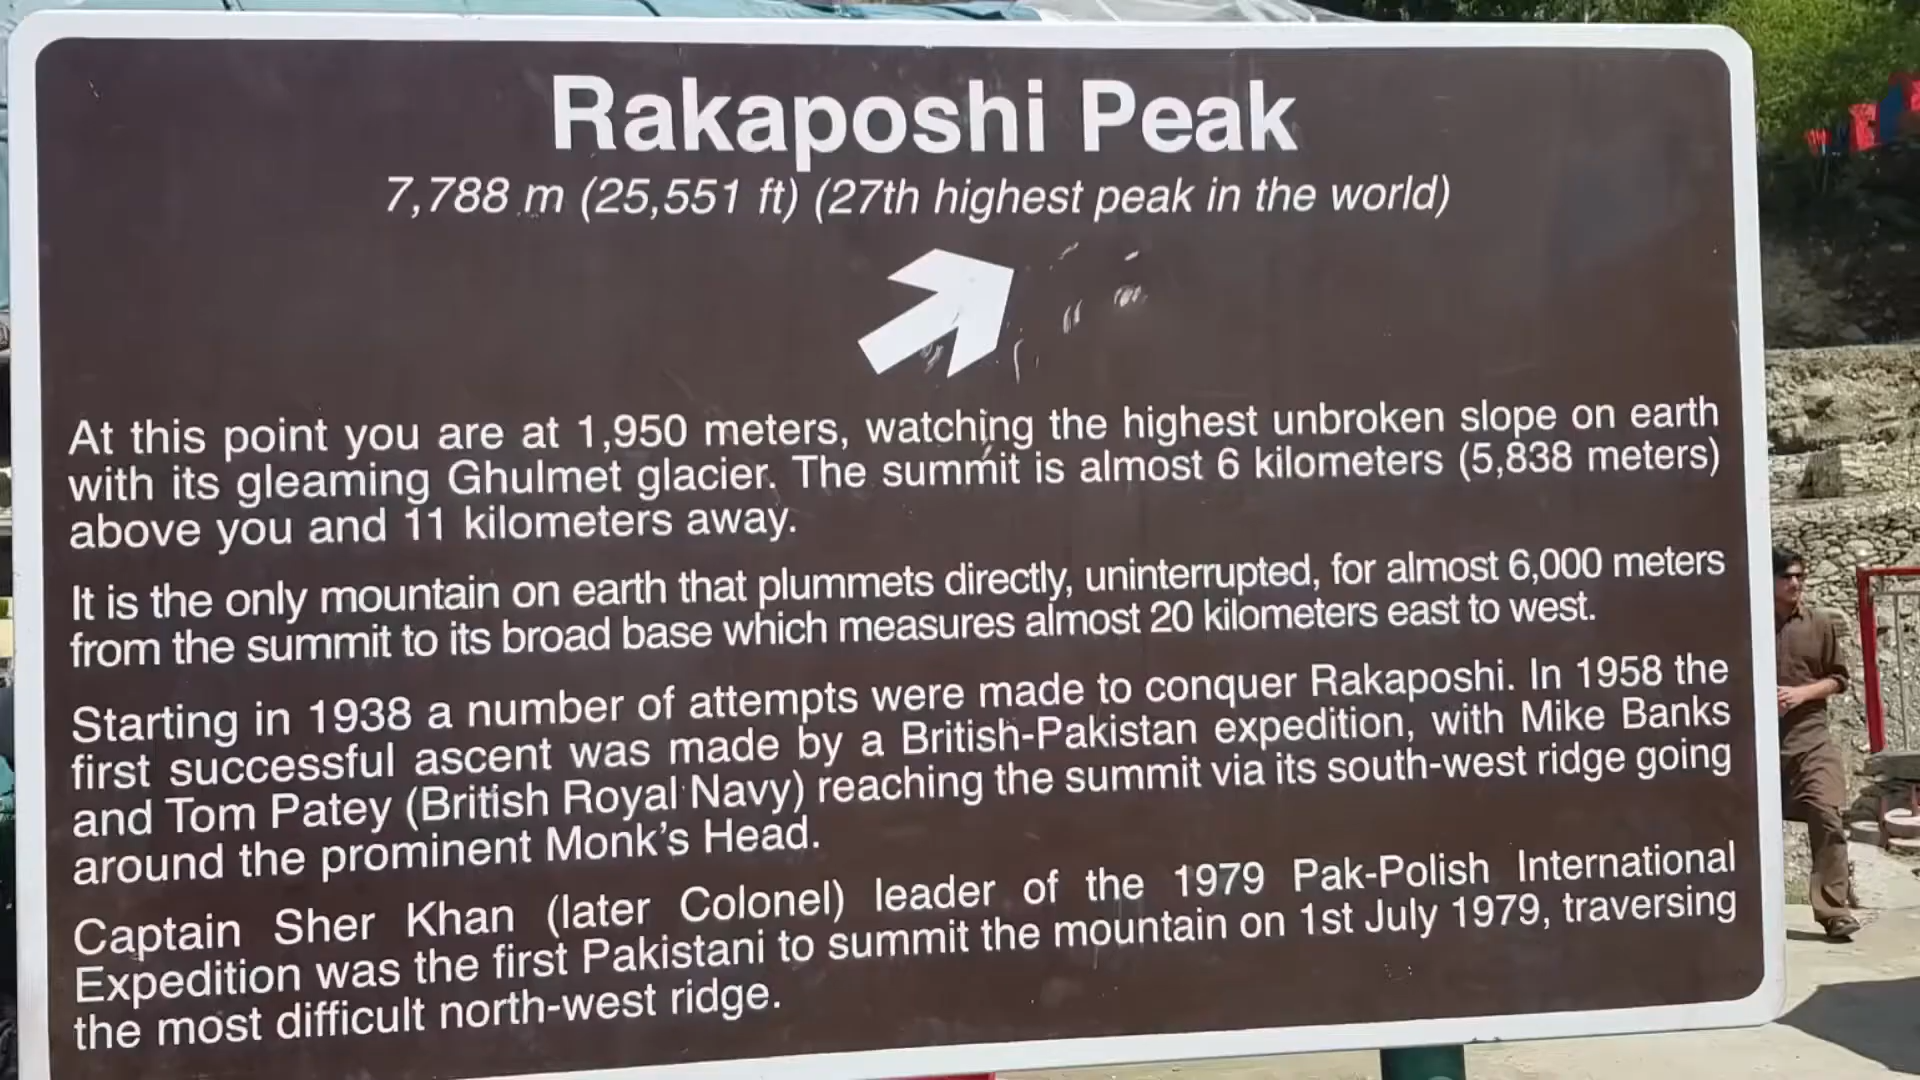 Rakaposhi Peak
7,788 m (25,551 ft) (27th highest peak in the world)
At this point you are at 1,950 meters, watching the highest unbroken slope on earth
with its gleaming Ghulmet glacier. The summit is almost 6 kilometers (5,838 meters)
above you and 11 kilometers away.
It is the only mountain on earth that plummets directly, uninterrupted, for almost 6,000 meters
from the summit to its broad base which measures almost 20 kilometers east to west.
Starting in 1938 a number of attempts were made to conquer Rakaposhi. In 1958 the
first successful ascent was made by a British-Pakistan expedition, with Mike Banks
and Tom Patey (British Royal Navy) reaching the summit via its south-west ridge going
around the prominent Monk's Head.
Captain Sher Khan (later Colonel) leader of the 1979 Pak-Polish International
Expedition was the first Pakistani to summit the mountain on 1st July 1979, traversing
the most difficult north-west ridge.